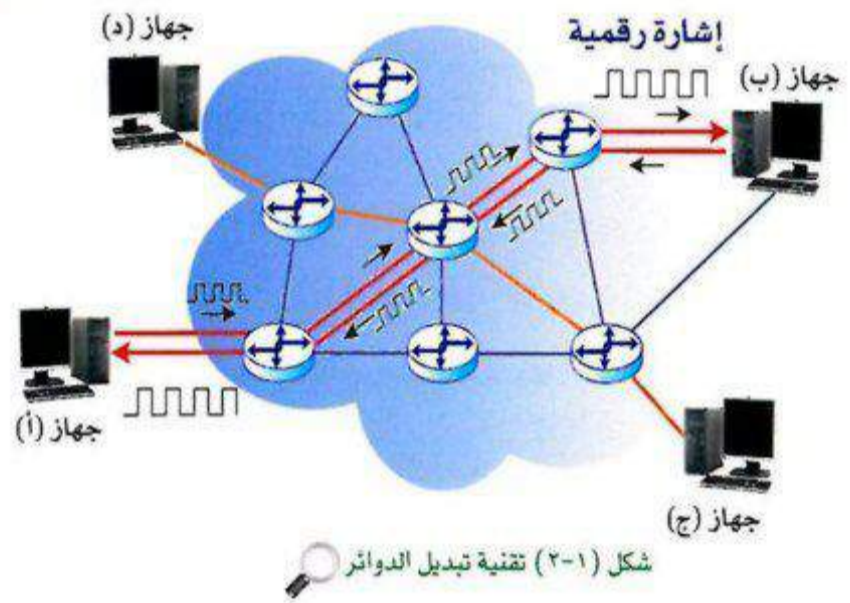 جهاز (د)
إشارة رقمية
جهاز (ب)
جهاز (أ)
جهاز (ج)
شكل (١-٢) تقنية تبديل الدوائر